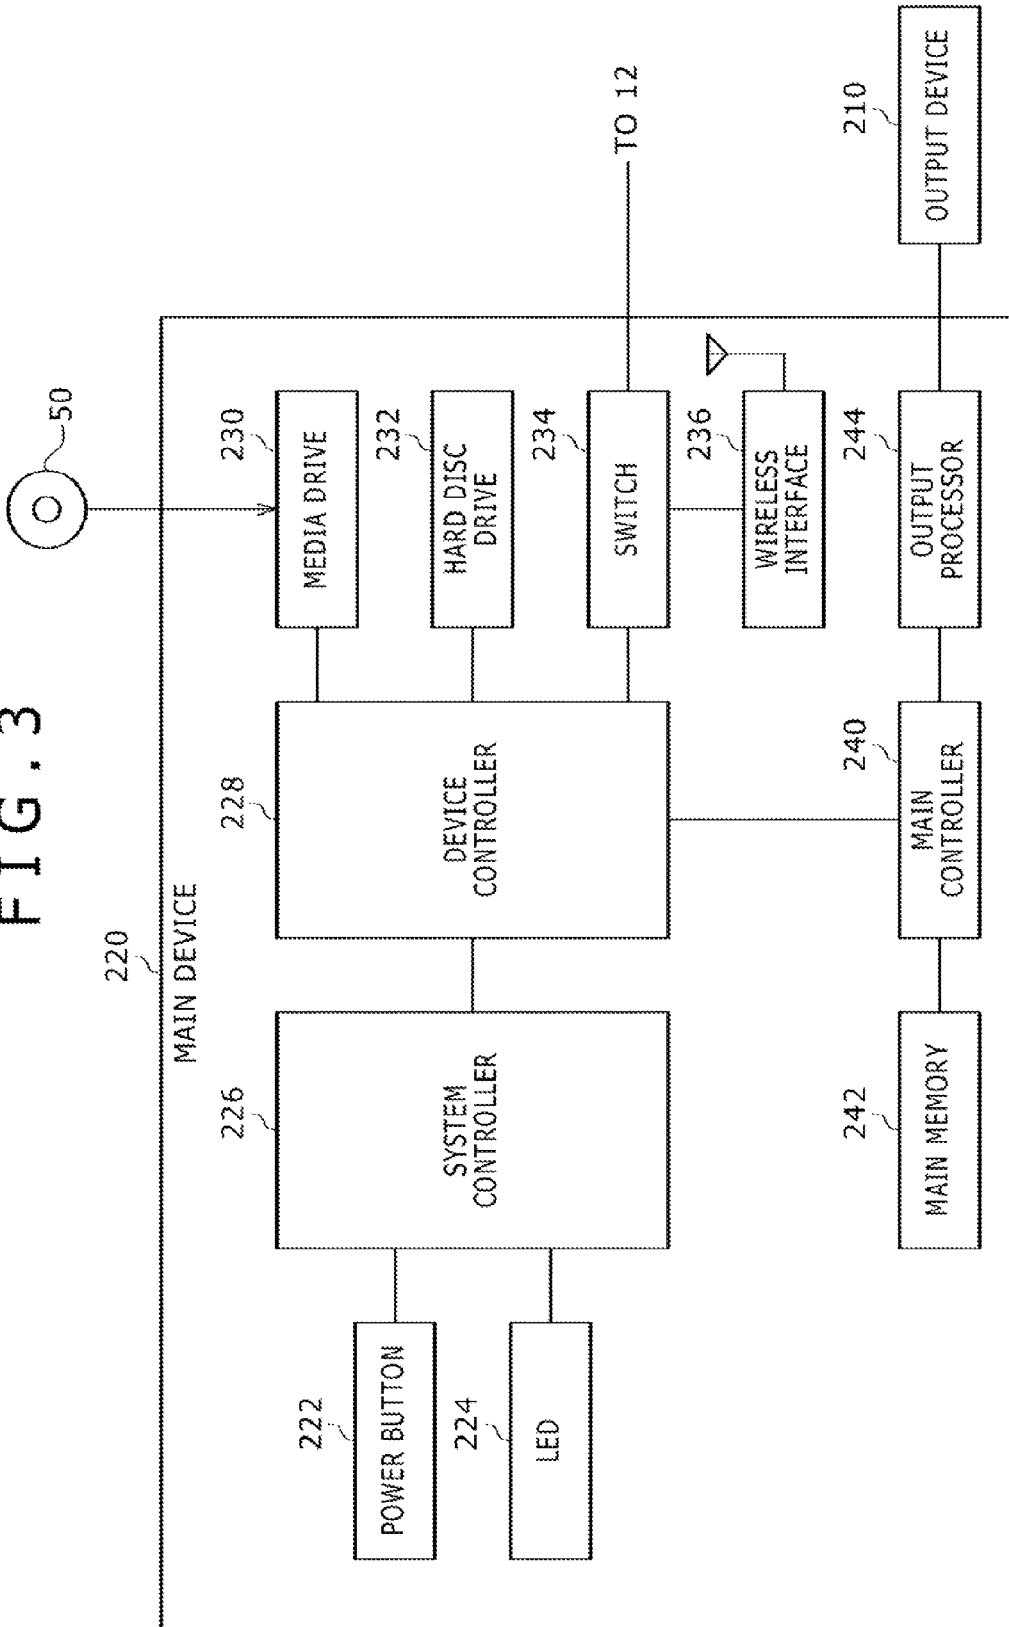 FIG.3
50
220
MAIN DEVICE
222
POWER BUTTON
224
LED
226
SYSTEM
CONTROLLER
228
DEVICE
CONTROLLER
230
MEDIA DRIVE
232
HARD DISC
DRIVE
234
SWITCH
TO 12
236
WIRELESS
INTERFACE
242
MAIN MEMORY
240
MAIN
CONTROLLER
244
OUTPUT
PROCESSOR
210
OUTPUT DEVICE